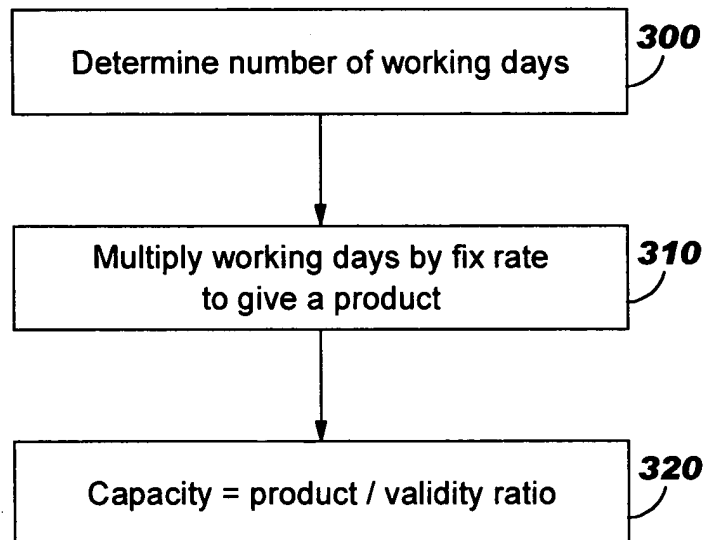 Determine number of working days
300
Multiply working days by fix rate
to give a product
310
Capacity = product / validity ratio
320